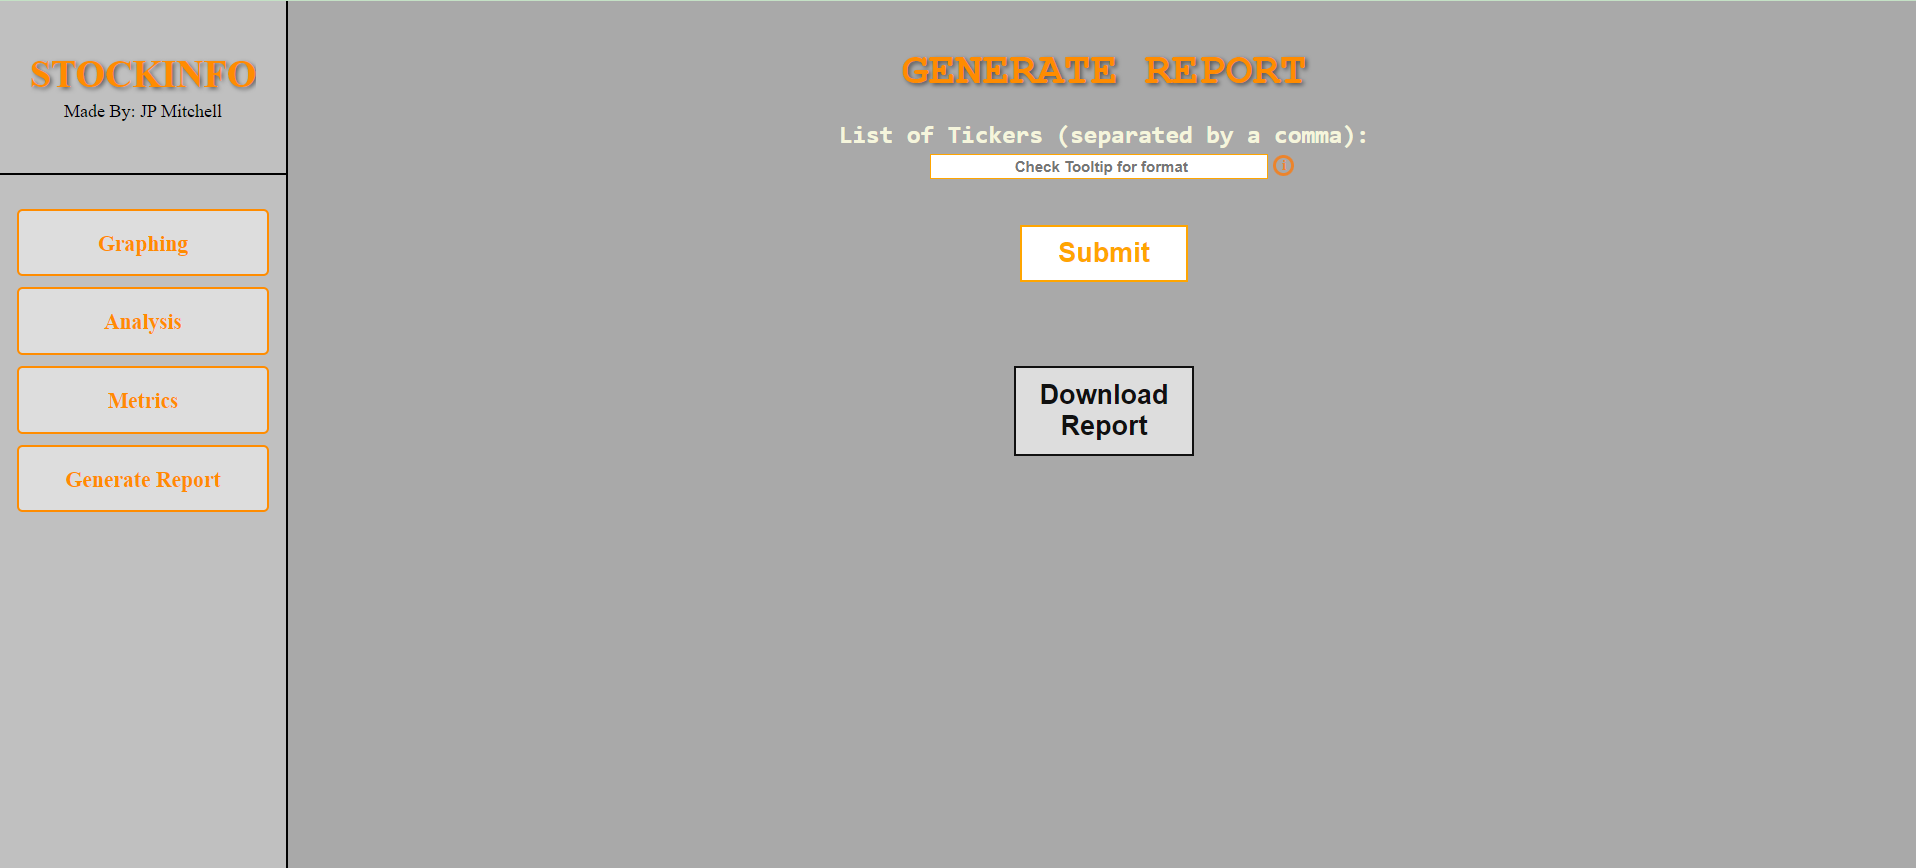 STOCKINFO
Made By: JP Mitchell
Graphing
Analysis
Metrics
Generate Report
GENERATE REPORT
List of Tickers (separated by a comma):
Check Tooltip for format
Submit
Download
Report